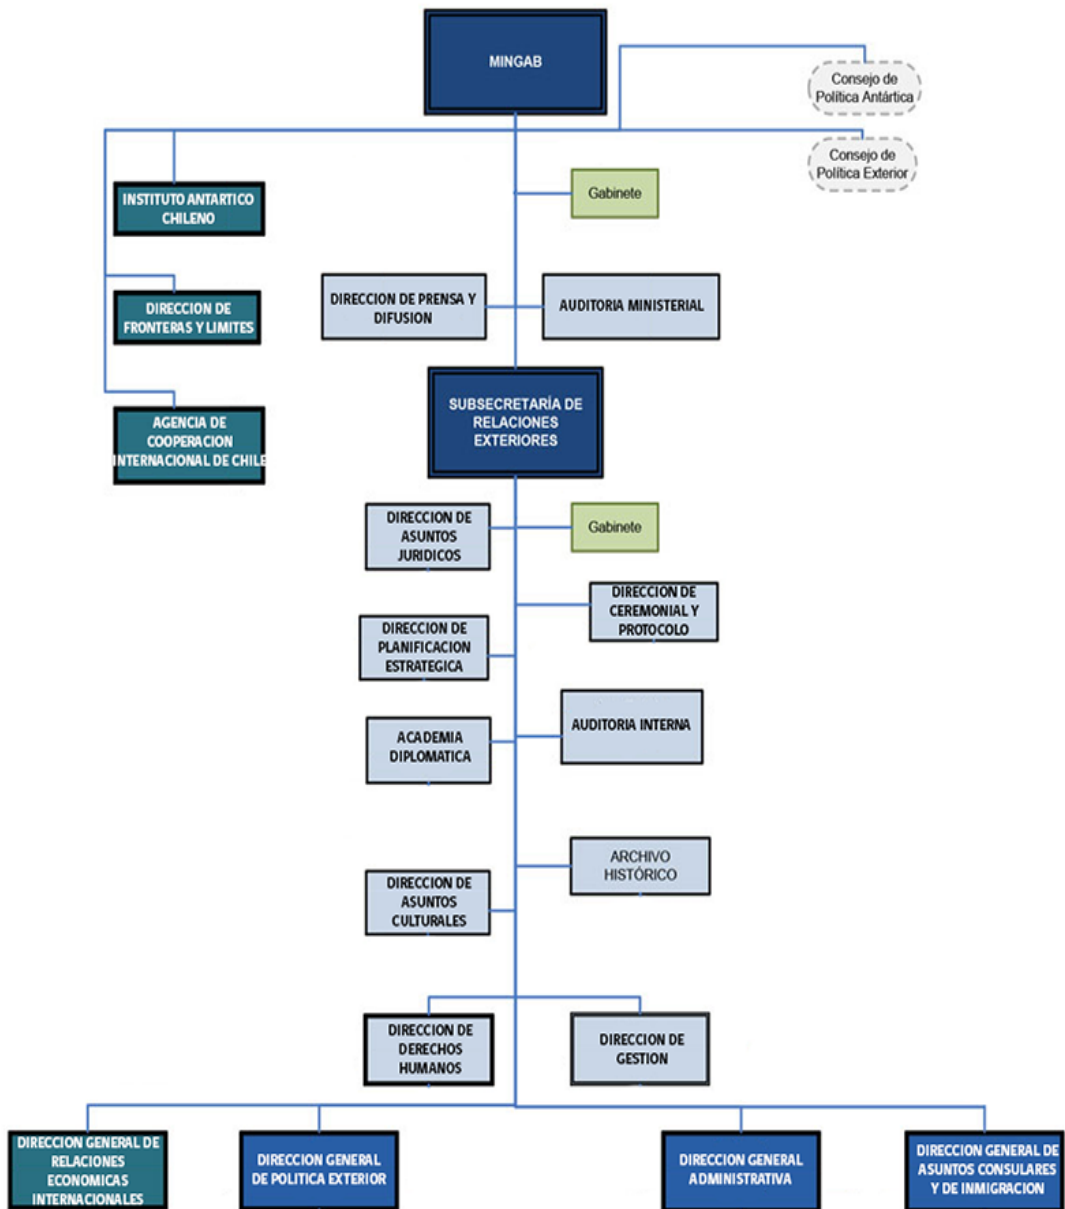 MINGAB
Consejo de
Política Antártica
Consejo de
Política Exterior
INSTITUTO ANTARTICO
CHILENO
Gabinete
DIRECCION DE
FRONTERAS Y LIMITES
DIRECCION DE PRENSA Y
DIFUSION
AUDITORIA MINISTERIAL
AGENCIA DE
COOPERACION
INTERNACIONAL DE CHILE
SUBSECRETARÍA DE
RELACIONES
EXTERIORES
DIRECCION DE
ASUNTOS
JURIDICOS
Gabinete
DIRECCION DE
CEREMONIAL Y
PROTOCOLO
DIRECCION DE
PLANIFICACION
ESTRATEGICA
AUDITORIA INTERNA
ACADEMIA
DIPLOMATICA
ARCHIVO
HISTÓRICO
DIRECCION DE
ASUNTOS
CULTURALES
DIRECCION DE
DERECHOS
HUMANOS
DIRECCION DE
GESTION
DIRECCION GENERAL DE
RELACIONES
ECONOMICAS
INTERNACIONALES
DIRECCION GENERAL
DE POLITICA EXTERIOR
DIRECCION GENERAL
ADMINISTRATIVA
DIRECCION GENERAL DE
ASUNTOS CONSULARES
Y DE INMIGRACION